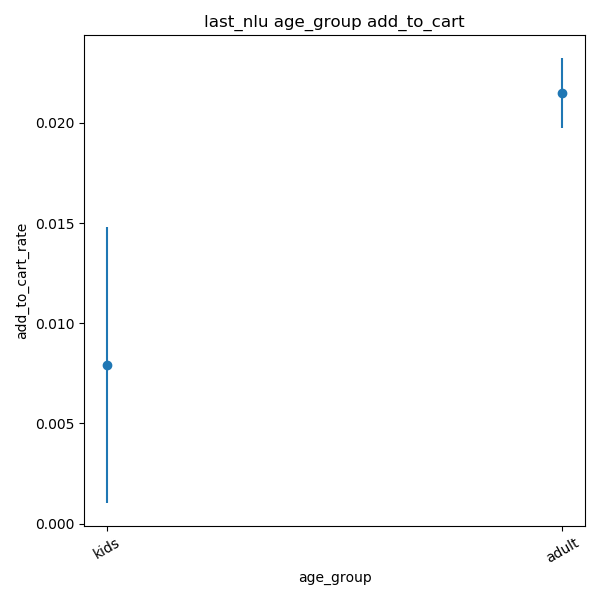 last_nlu age_group add_to_cart
add_to_cart_rate
0.020
0.015
0.010
0.005
0.000
kids
adult
age_group